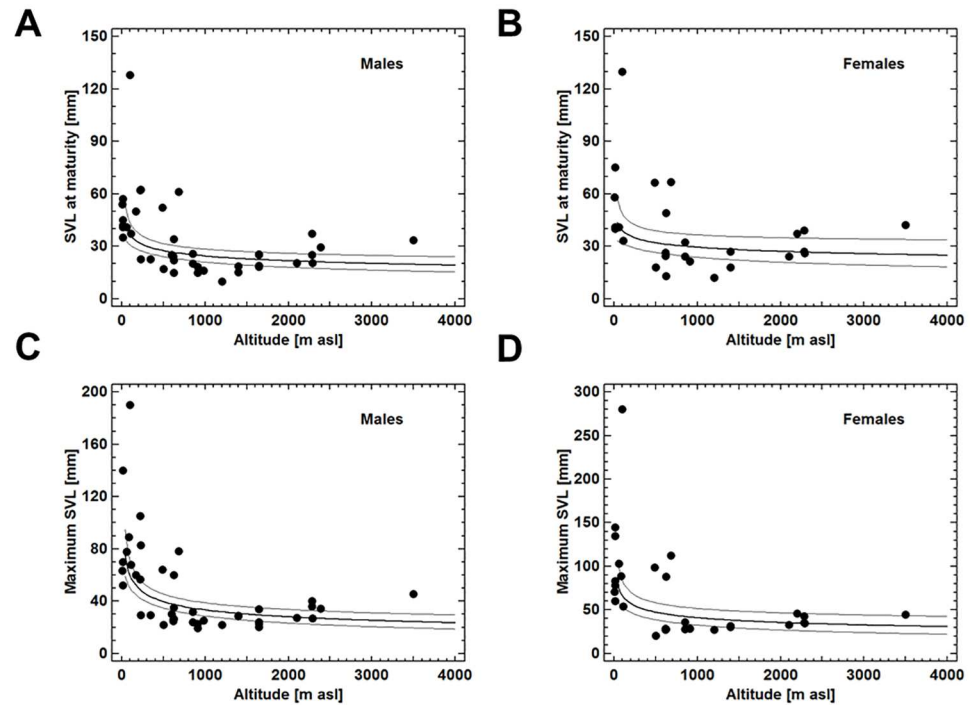 A
B
150
120
90
60
30
0
SVL at maturity [mm]
Males
0 1000 2000 3000 4000
Altitude [m asl]
150
120
90
60
30
0
SVL at maturity [mm]
Females
0 1000 2000 3000 4000
Altitude [m asl]
C
D
200
160
120
80
40
0
Maximum SVL [mm]
Males
0 1000 2000 3000 4000
Altitude [m asl]
300
250
200
150
100
50
0
Maximum SVL [mm]
Females
0 1000 2000 3000 4000
Altitude [m asl]